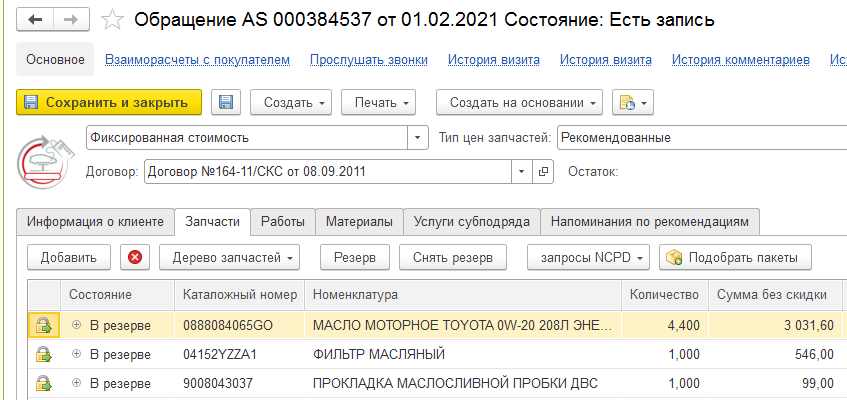 Обращение AS 000384537 от 01.02.2021 Состояние: Есть запись
Основное Взаиморасчеты с покупателем Прослушать звонки История визита История визита История комментариев Ис
Сохранить и закрыть Создать Печать Создать на основании
Фиксированная стоимость Тип цен запчастей: Рекомендованные
Договор: Договор №164-11/СКС от 08.09.2011 Остаток:
Информация о клиенте Запчасти Работы Материалы Услуги субподряда Напоминания по рекомендациям
Добавить Дерево запчастей Резерв Снять резерв запросы NCPD Подобрать пакеты
Состояние Каталожный номер Номенклатура Количество Сумма без скидки
В резерве 0888084065GO МАСЛО МОТОРНОЕ TOYOTA 0W-20 208Л ЭНЕ... 4,400 3 031,60
В резерве 04152YZZA1 ФИЛЬТР МАСЛЯНЫЙ 1,000 546,00
В резерве 9008043037 ПРОКЛАДКА МАСЛОСЛИВНОЙ ПРОБКИ ДВС 1,000 99,00